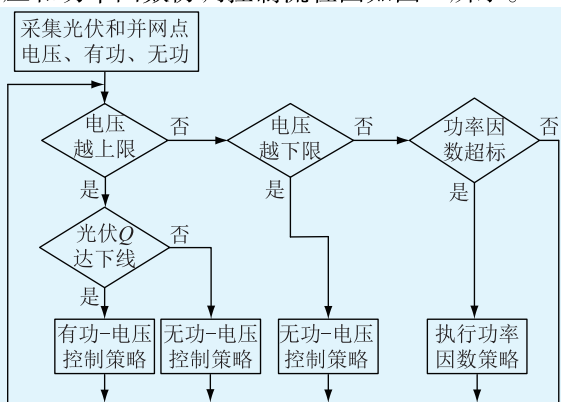 采集光伏和并网点
电压、有功、无功
电压
越上限
否
电压
越下限
否
功率因
数超标
否
是
是
是
光伏Q
达下线
否
是
有功-电压
控制策略
无功-电压
控制策略
无功-电压
控制策略
执行功率
因数策略